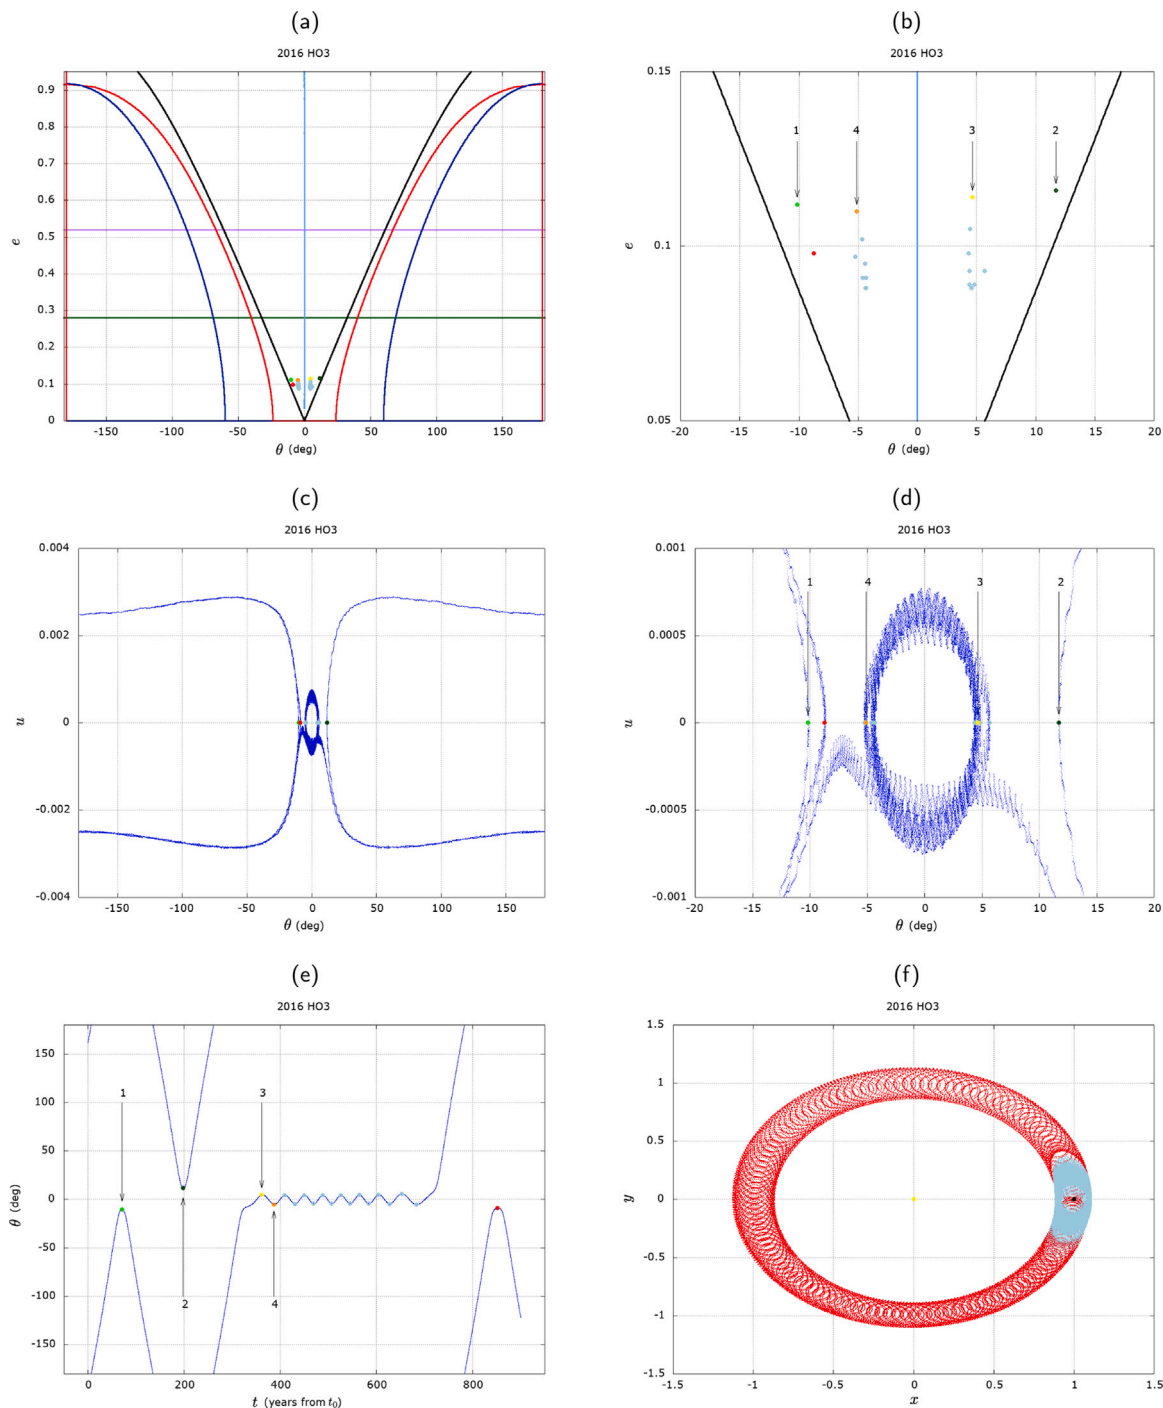 (a)
2016 HO3
0.9
0.8
0.7
0.6
0.5
0.4
0.3
0.2
0.1
0
e
-150 -100 -50 0 50 100 150
θ (deg)
(b)
2016 HO3
0.15
0.1
0.05
e
1 4 3 2
-20 -15 -10 -5 0 5 10 15 20
θ (deg)
(c)
2016 HO3
0.004
0.002
0
-0.002
-0.004
u
-150 -100 -50 0 50 100 150
θ (deg)
(d)
2016 HO3
0.001
0.0005
0
-0.0005
-0.001
u
1 4 3 2
-20 -15 -10 -5 0 5 10 15 20
θ (deg)
(e)
2016 HO3
150
100
50
0
-50
-100
-150
θ (deg)
1 3
2 4
0 200 400 600 800
t (years from t₀)
(f)
2016 HO3
1.5
1
0.5
0
-0.5
-1
-1.5
y
-1.5 -1 -0.5 0 0.5 1 1.5
x